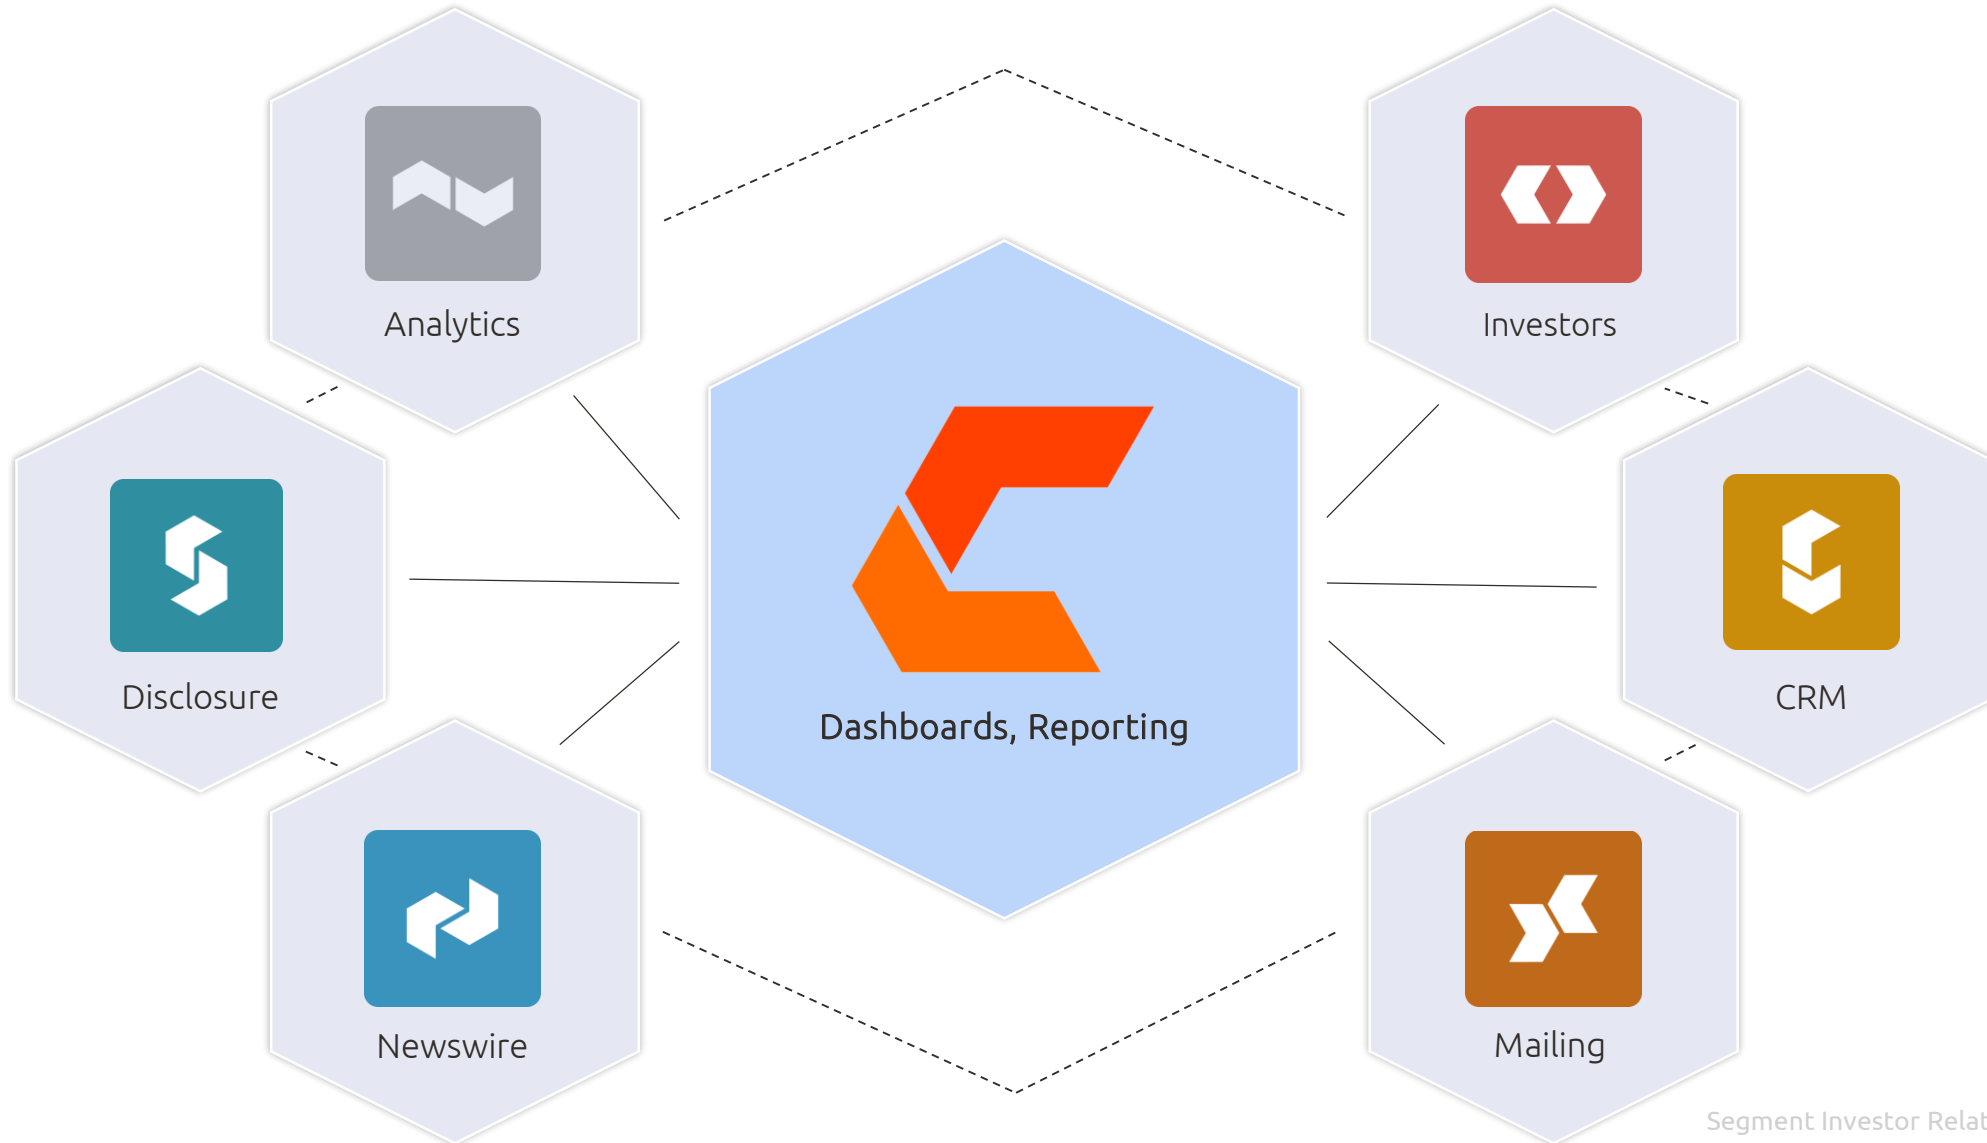 Analytics
Investors
Disclosure
CRM
Dashboards, Reporting
Newswire
Mailing
Segment Investor